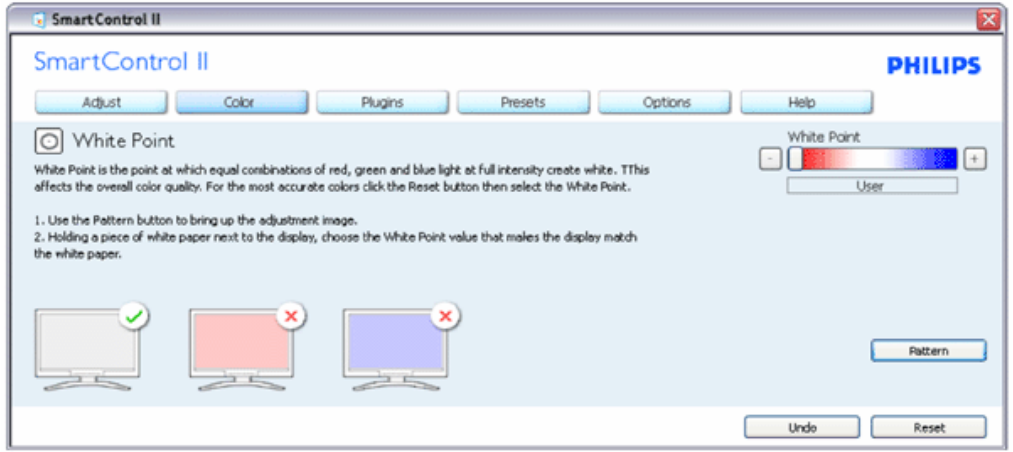 SmartControl II
SmartControl II
PHILIPS
Adjust
Color
Plugins
Presets
Options
Help
White Point
White Point is the point at which equal combinations of red, green and blue light at full intensity create white. TThis
affects the overall color quality. For the most accurate colors click the Reset button then select the White Point.
1. Use the Pattern button to bring up the adjustment image.
2. Holding a piece of white paper next to the display, choose the White Point value that makes the display match
the white paper.
White Point
-
+
User
Pattern
Undo
Reset